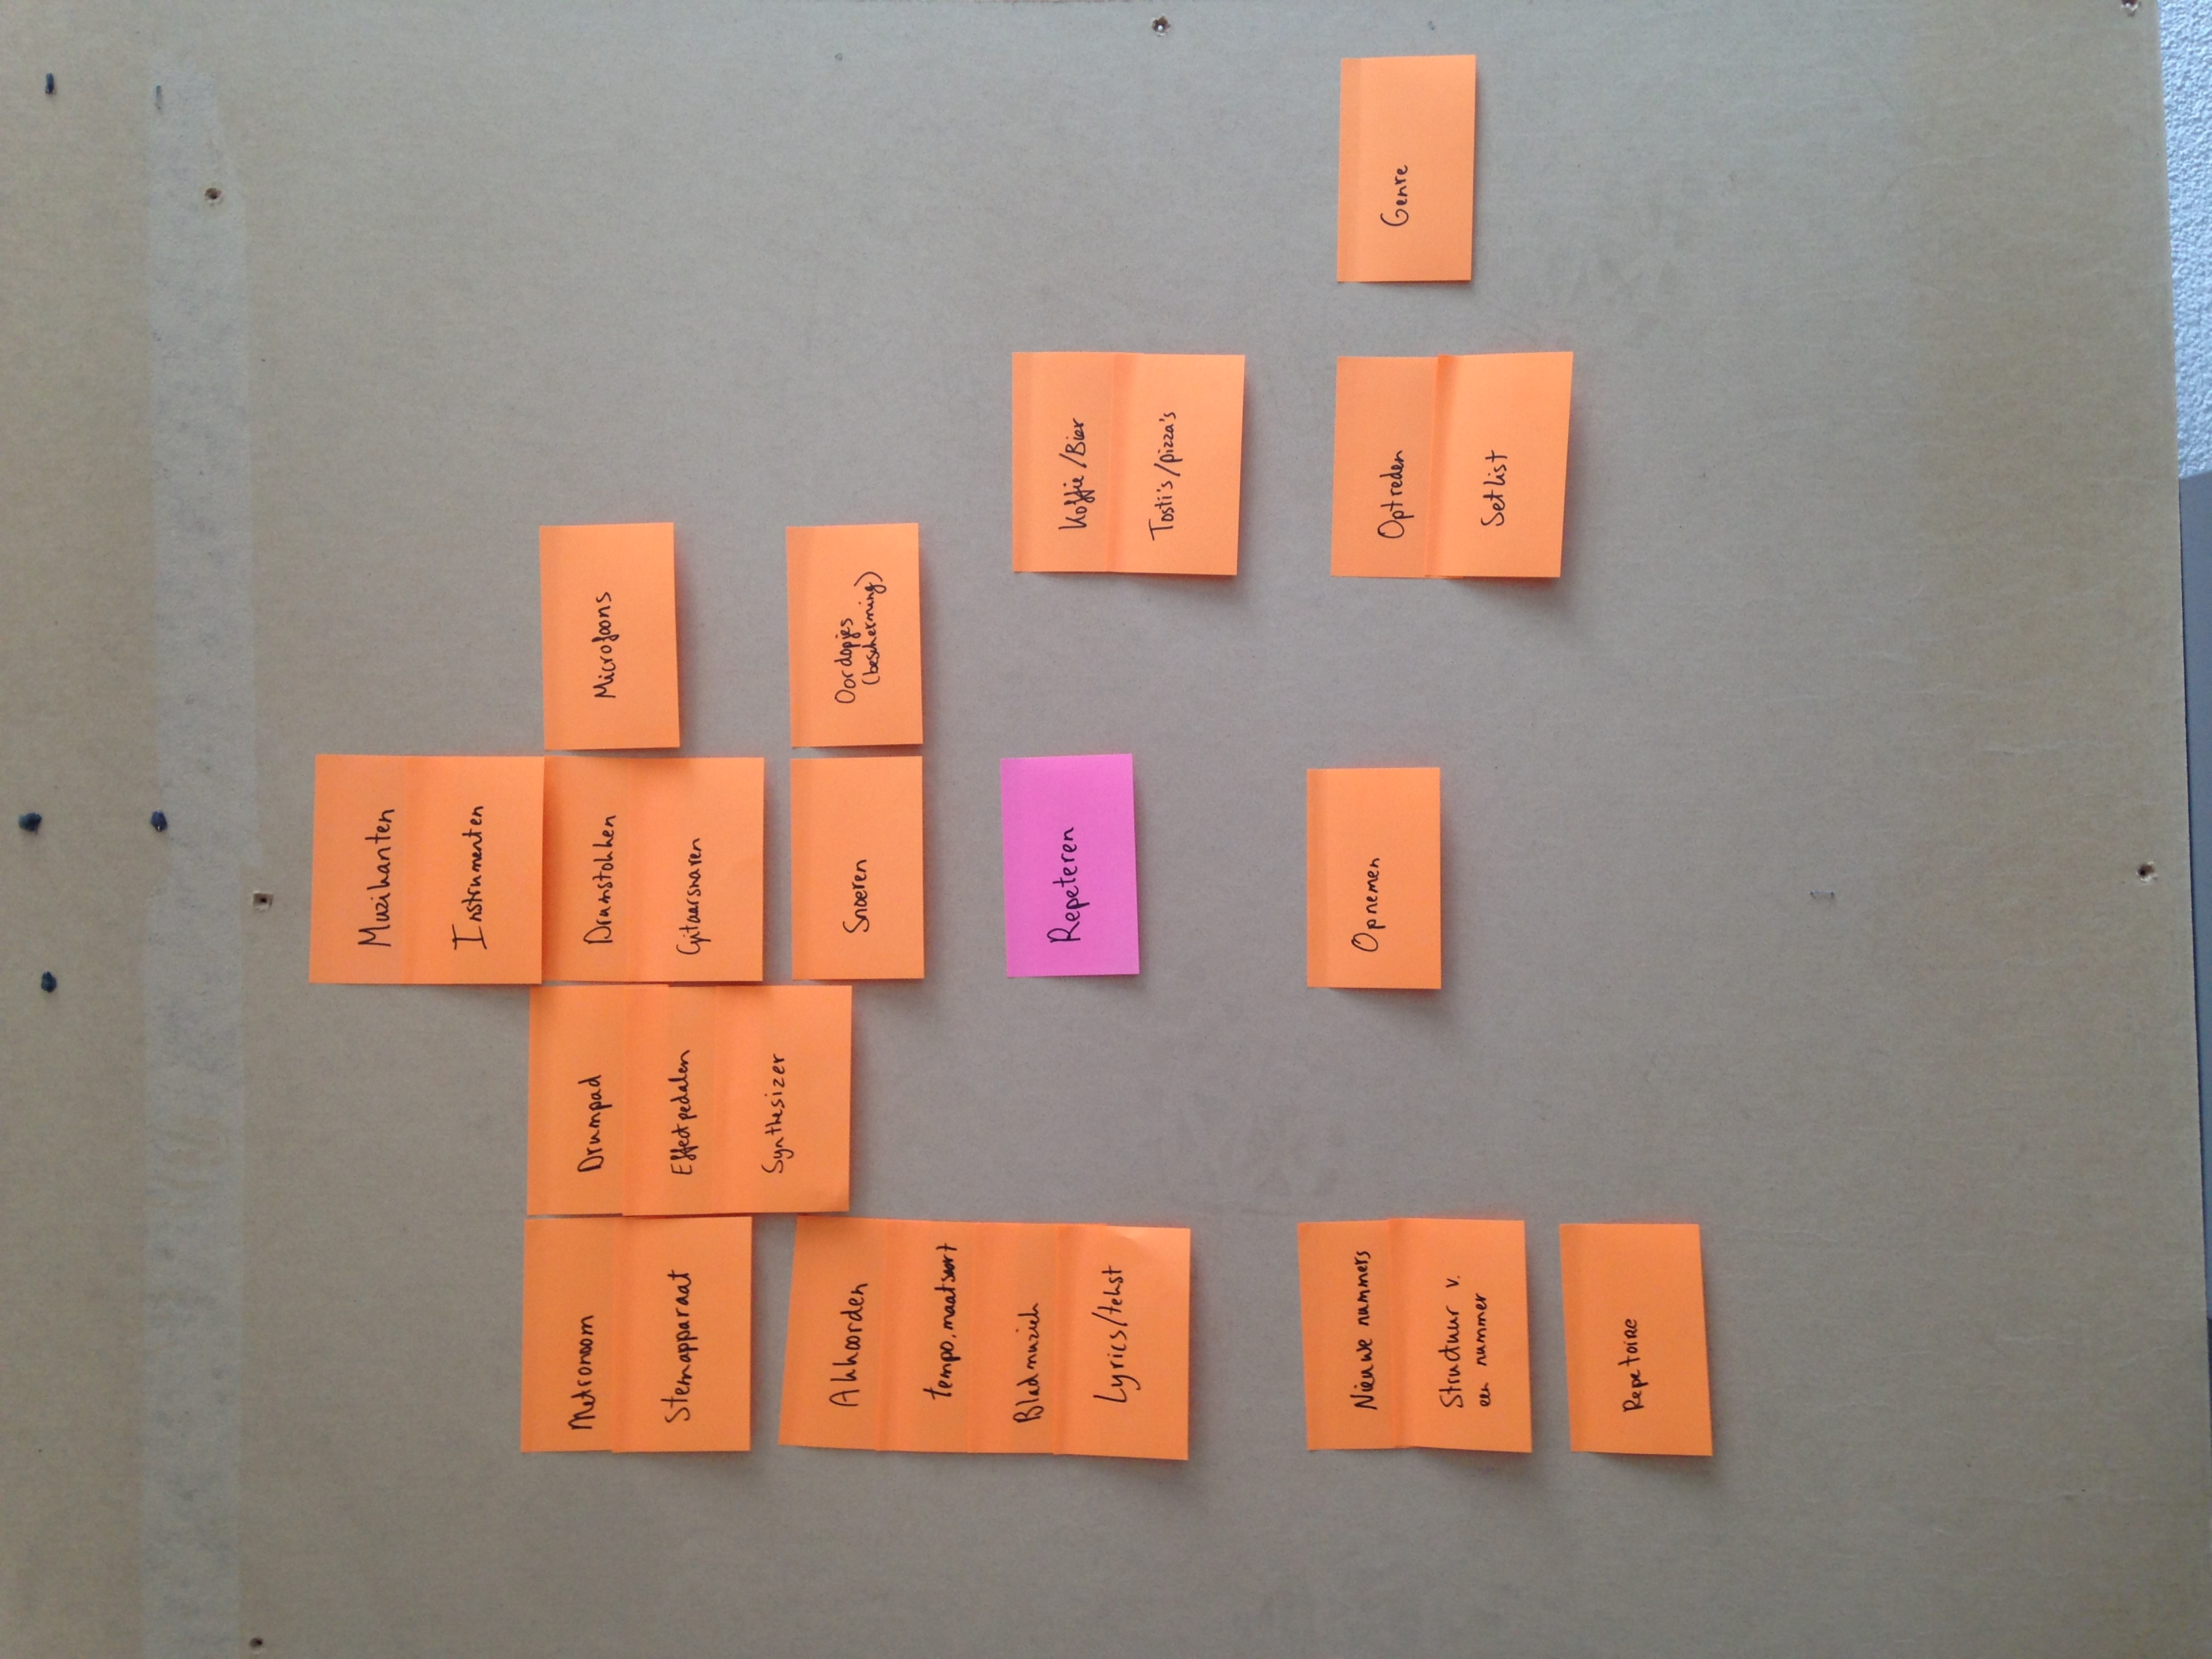 Muzikanten
Instrumenten
Metronoom
Stemapparaat
Drumpad
Effectpedalen
Synthesizer
Drumstokken
Gitaarsnaren
Microfoons
Akkoorden
tempo, maatsoort
Bladmuziek
Lyrics/tekst
Snoeren
Oordopjes
(bescherming)
Repeteren
Koffie/Bier
Tosti's/pizza's
Nieuwe nummers
Structuur v.
een nummer
Repetoire
Opnemen
Optreden
Setlist
Genre